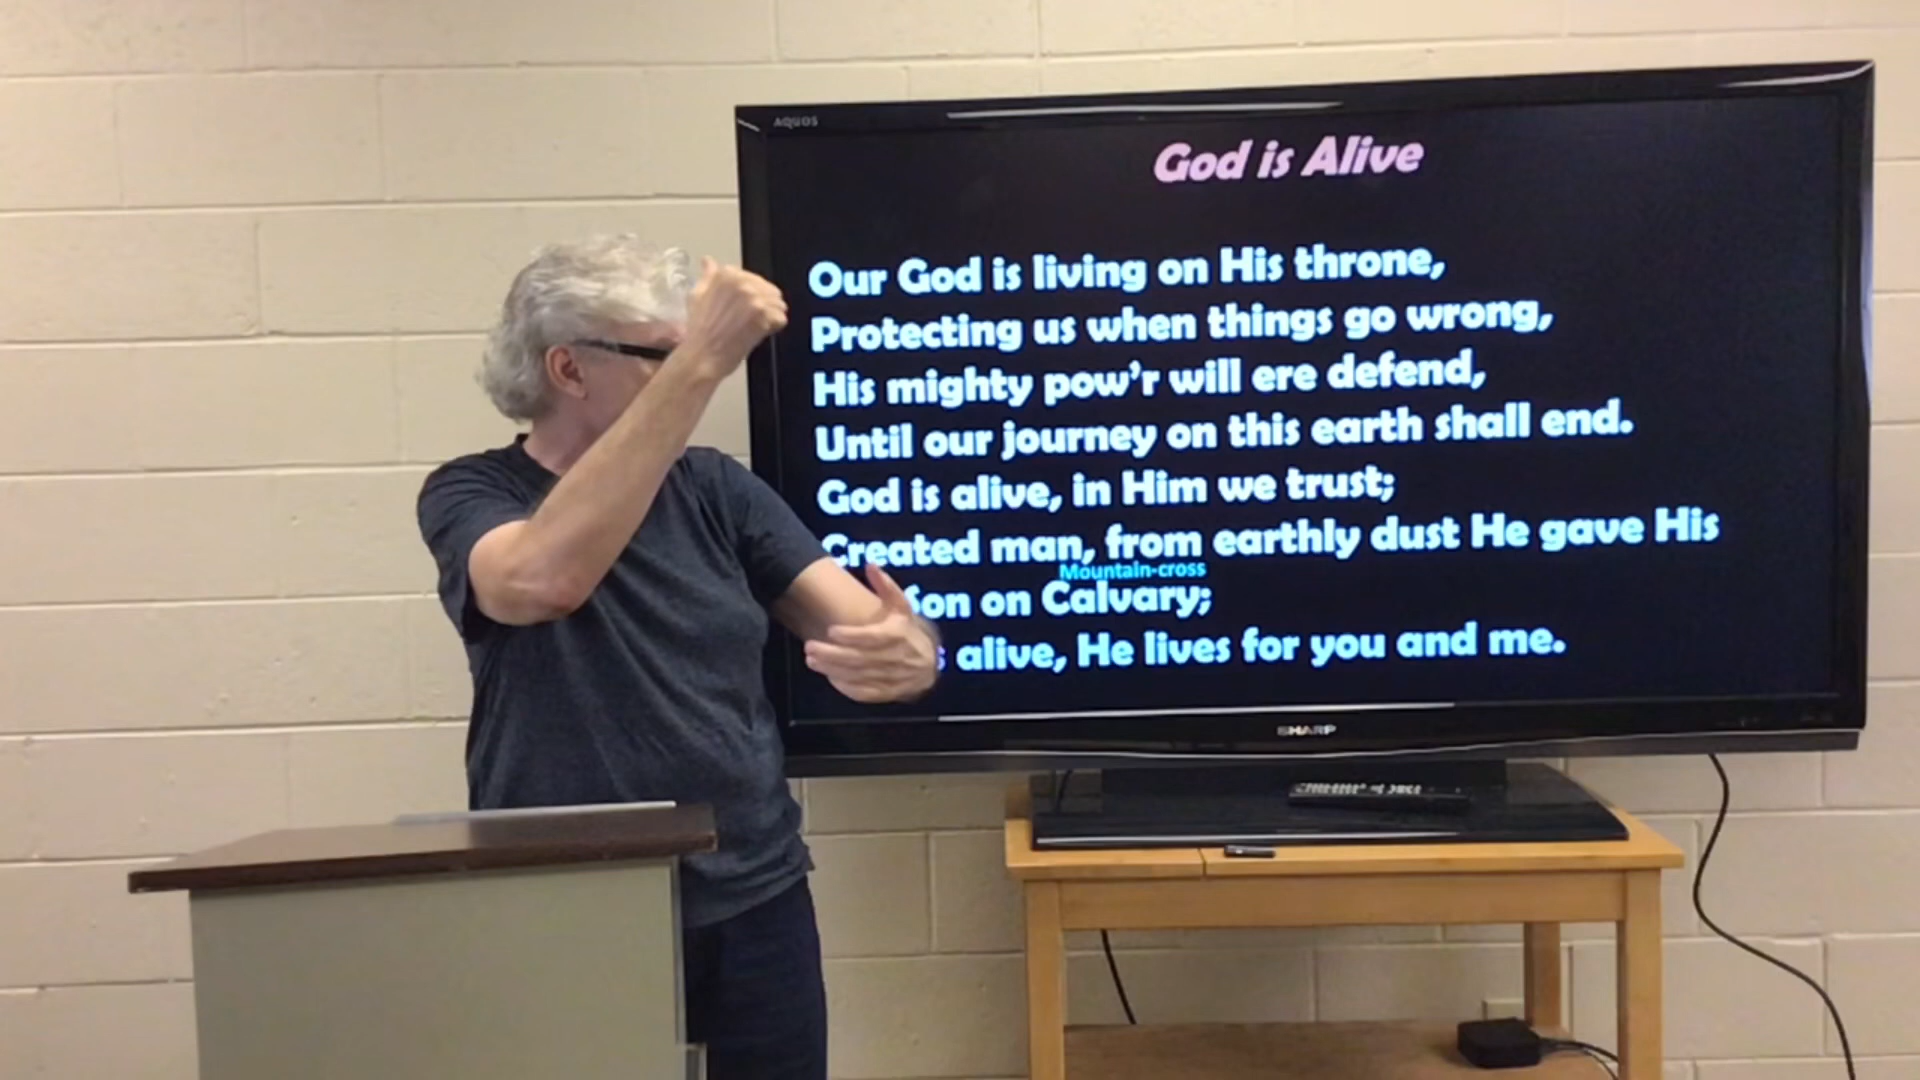 AQUOS
God is Alive
Our God is living on His throne,
Protecting us when things go wrong,
His mighty pow’r will ere defend,
Until our journey on this earth shall end.
God is alive, in Him we trust;
Created man, from earthly dust He gave His
Mountain-cross
Son on Calvary;
alive, He lives for you and me.
SHARP